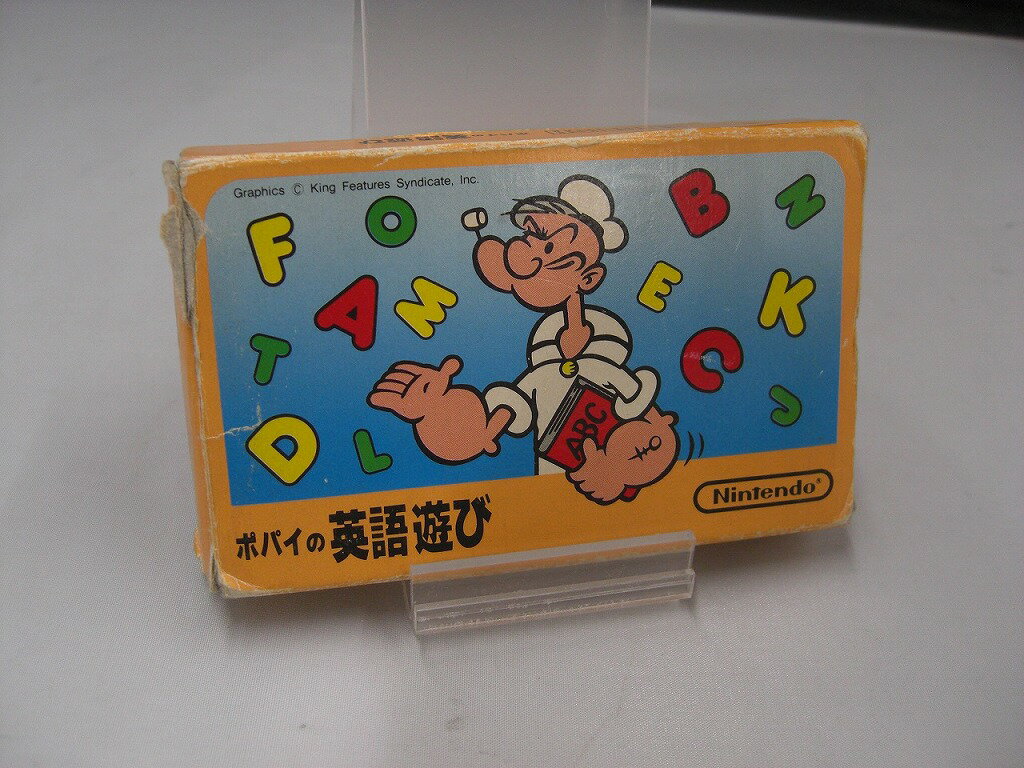 Graphics © King Features Syndicate, Inc.
F O B Z
A M E K
T C J
D L
ABC
Nintendo®
ポパイの英語遊び